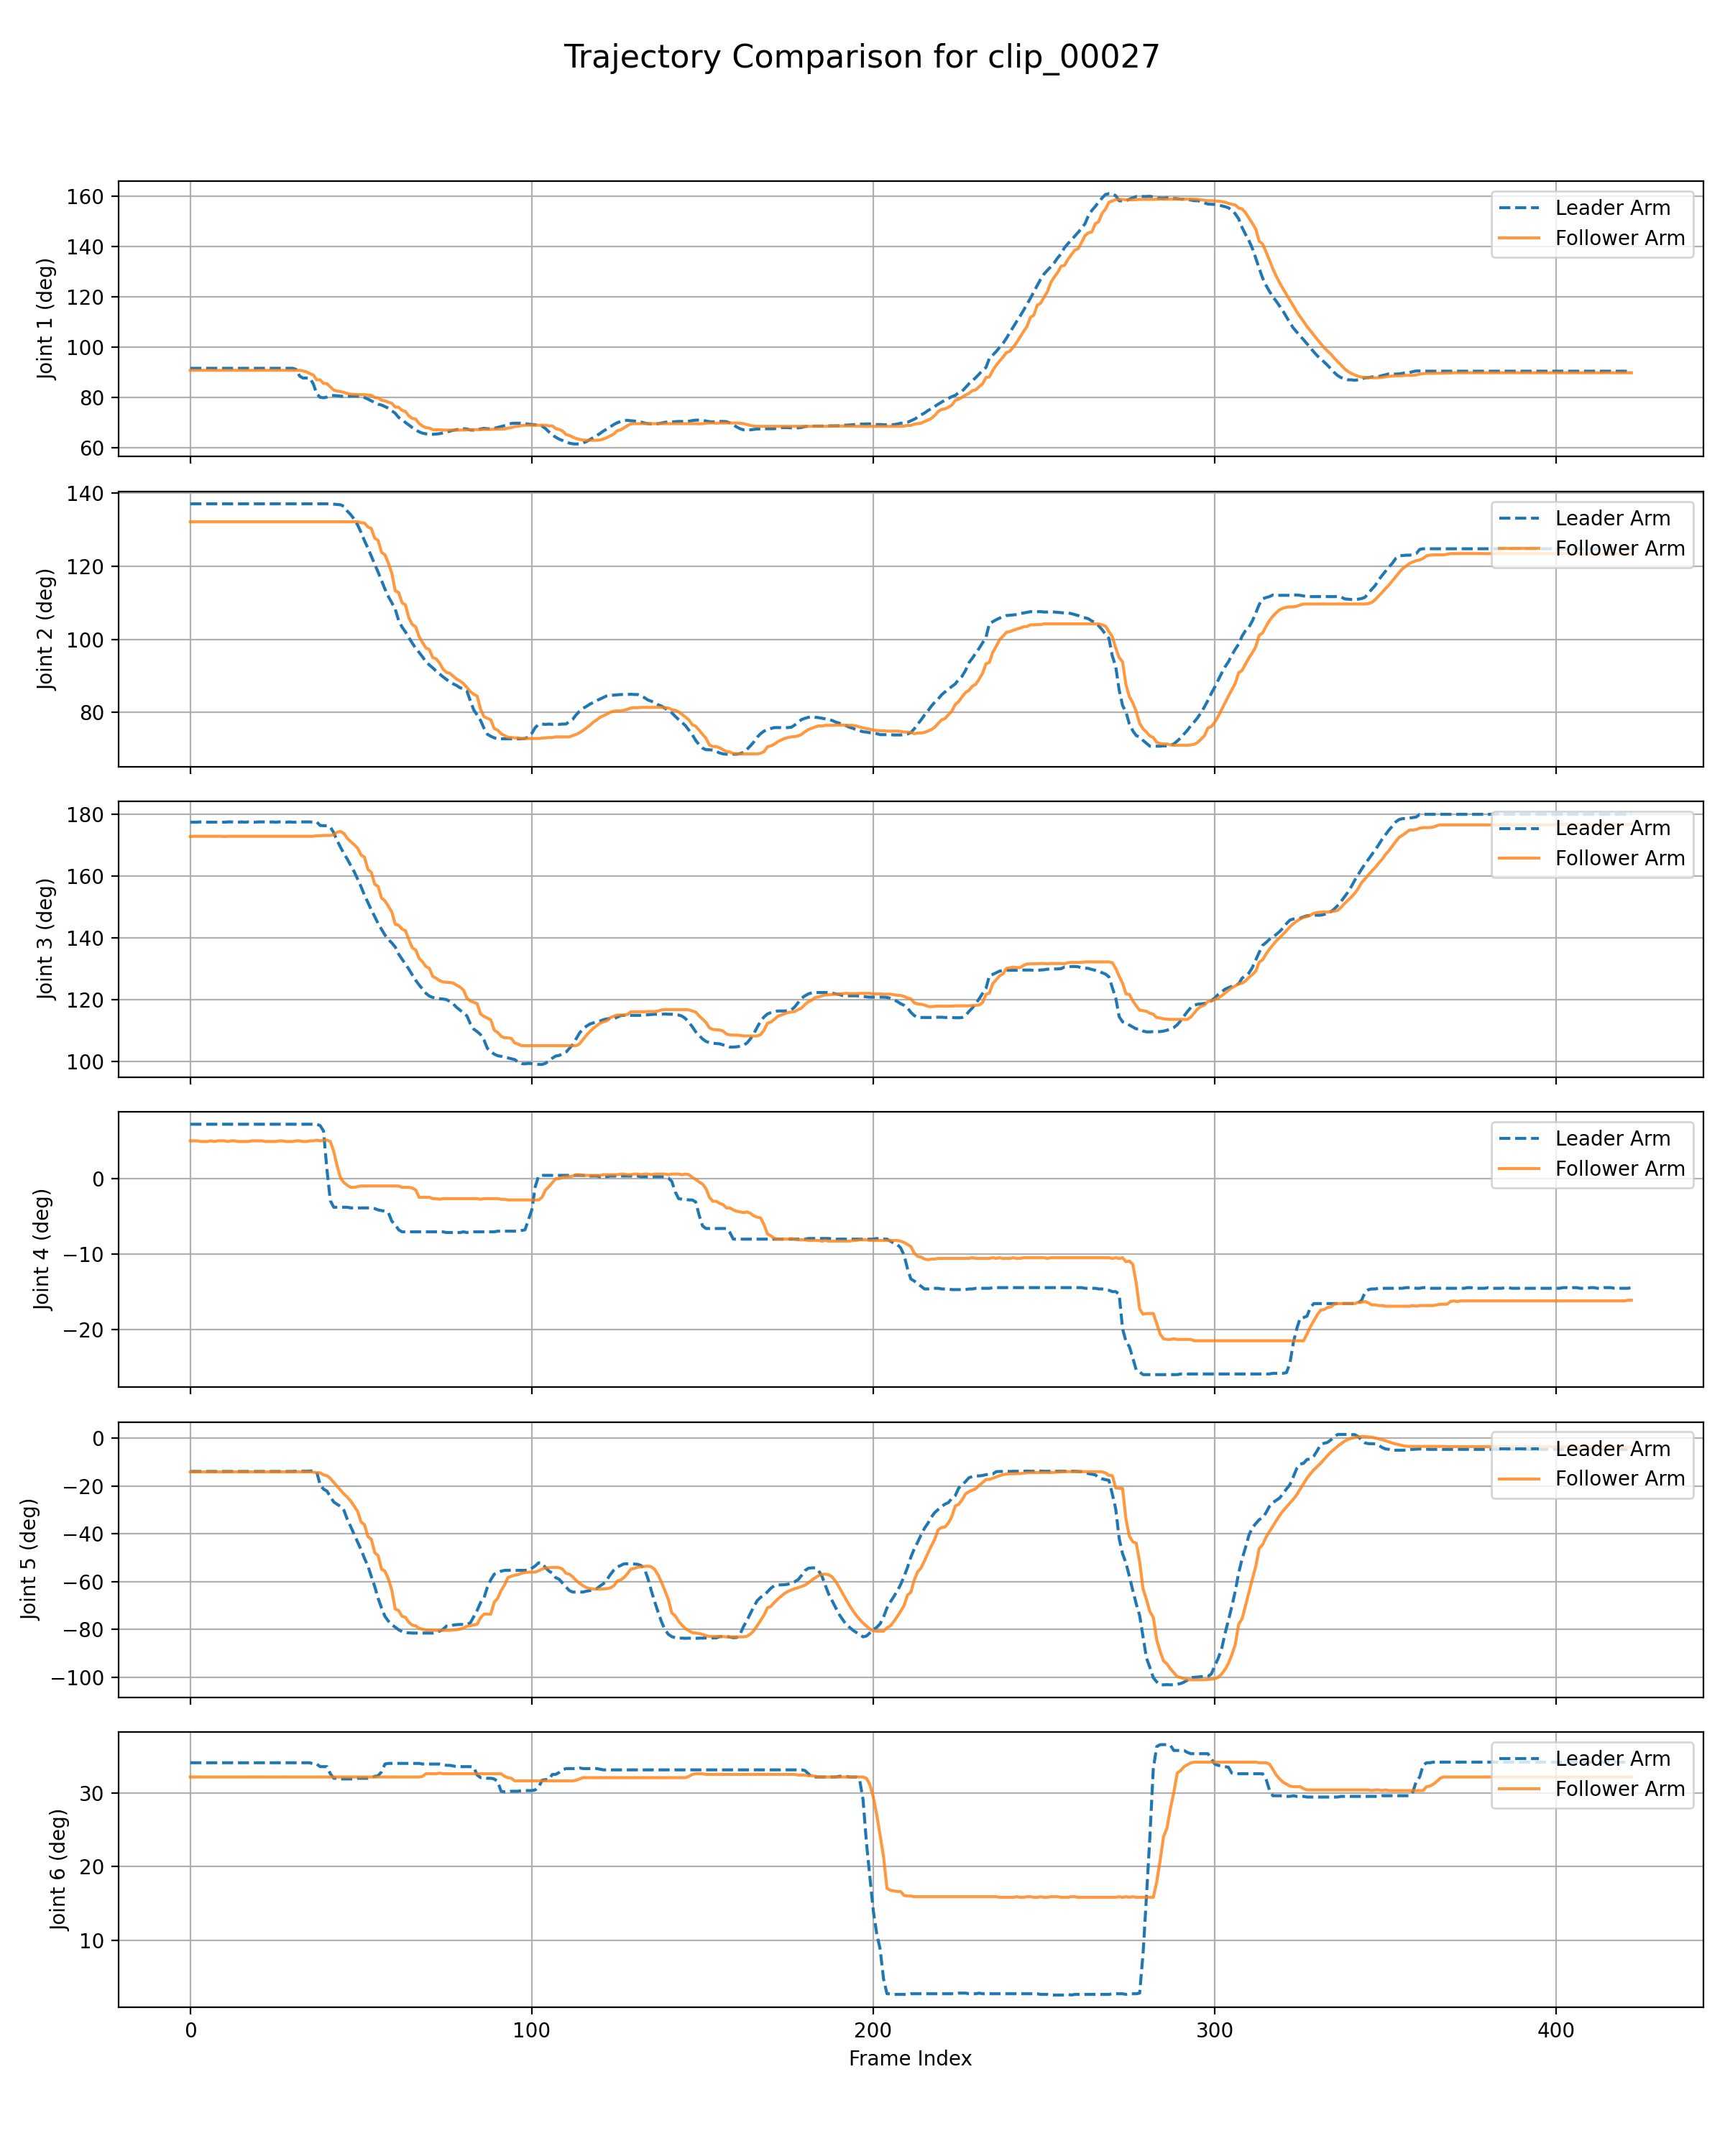 Trajectory Comparison for clip_00027
160
140
120
100
80
60
Joint 1 (deg)
Leader Arm
Follower Arm
140
120
100
80
Joint 2 (deg)
Leader Arm
Follower Arm
180
160
140
120
100
Joint 3 (deg)
Leader Arm
Follower Arm
0
−10
−20
Joint 4 (deg)
Leader Arm
Follower Arm
0
−20
−40
−60
−80
−100
Joint 5 (deg)
Leader Arm
Follower Arm
30
20
10
Joint 6 (deg)
Leader Arm
Follower Arm
0 100 200 300 400
Frame Index